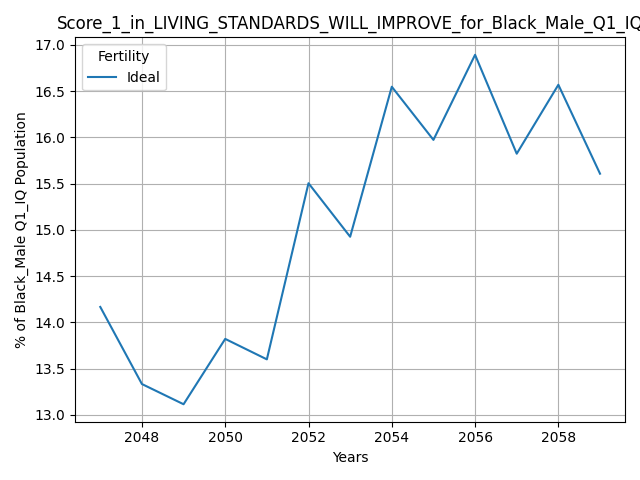 Score_1_in_LIVING_STANDARDS_WILL_IMPROVE_for_Black_Male_Q1_IQ
Fertility
Ideal
17.0
16.5
16.0
15.5
15.0
14.5
14.0
13.5
13.0
% of Black_Male Q1_IQ Population
2048 2050 2052 2054 2056 2058
Years